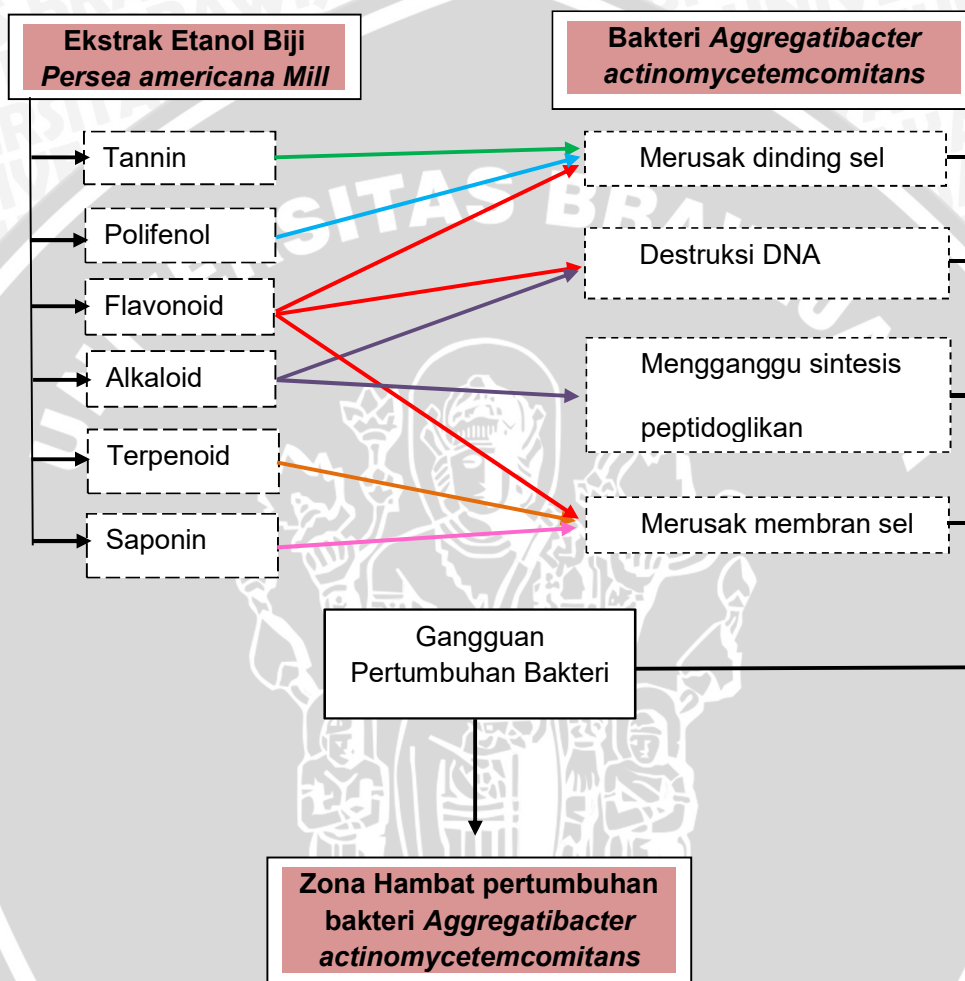 Ekstrak Etanol Biji
Persea americana Mill
Bakteri Aggregatibacter
actinomycetemcomitans
Tannin
Polifenol
Flavonoid
Alkaloid
Terpenoid
Saponin
Merusak dinding sel
Destruksi DNA
Mengganggu sintesis
peptidoglikan
Merusak membran sel
Gangguan
Pertumbuhan Bakteri
Zona Hambat pertumbuhan
bakteri Aggregatibacter
actinomycetemcomitans